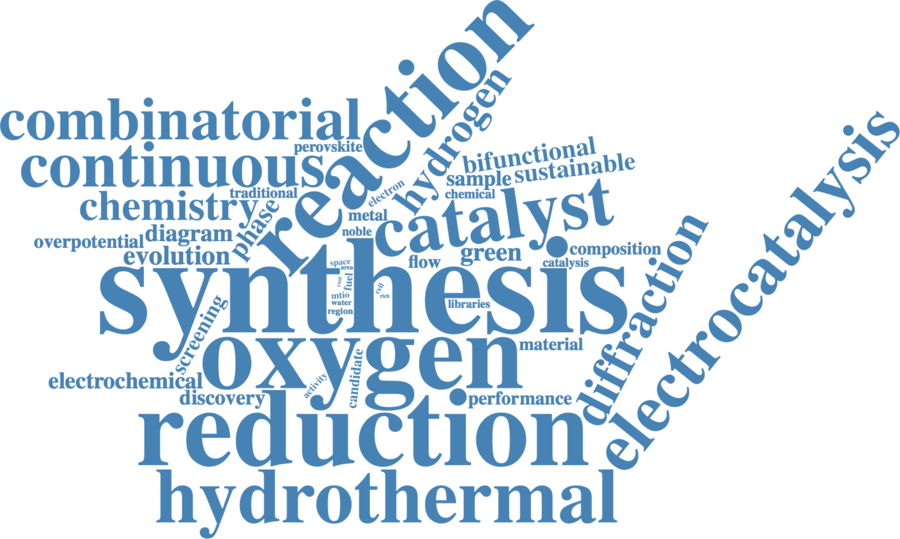 reaction
hydrogen
combinatorial
perovskite
continuous
bifunctional
sample
sustainable
electron
chemical
traditional
chemistry
metal
catalyst
phase
noble
overpotential
diagram
evolution
flow
green
composition
catalysis
electrocatalysis
synthesis
space
area
fuel
cost
cell
rich
mtio
water
region
libraries
diffraction
screening
oxygen
material
electrochemical
activity
candidate
discovery
performance
reduction
hydrothermal